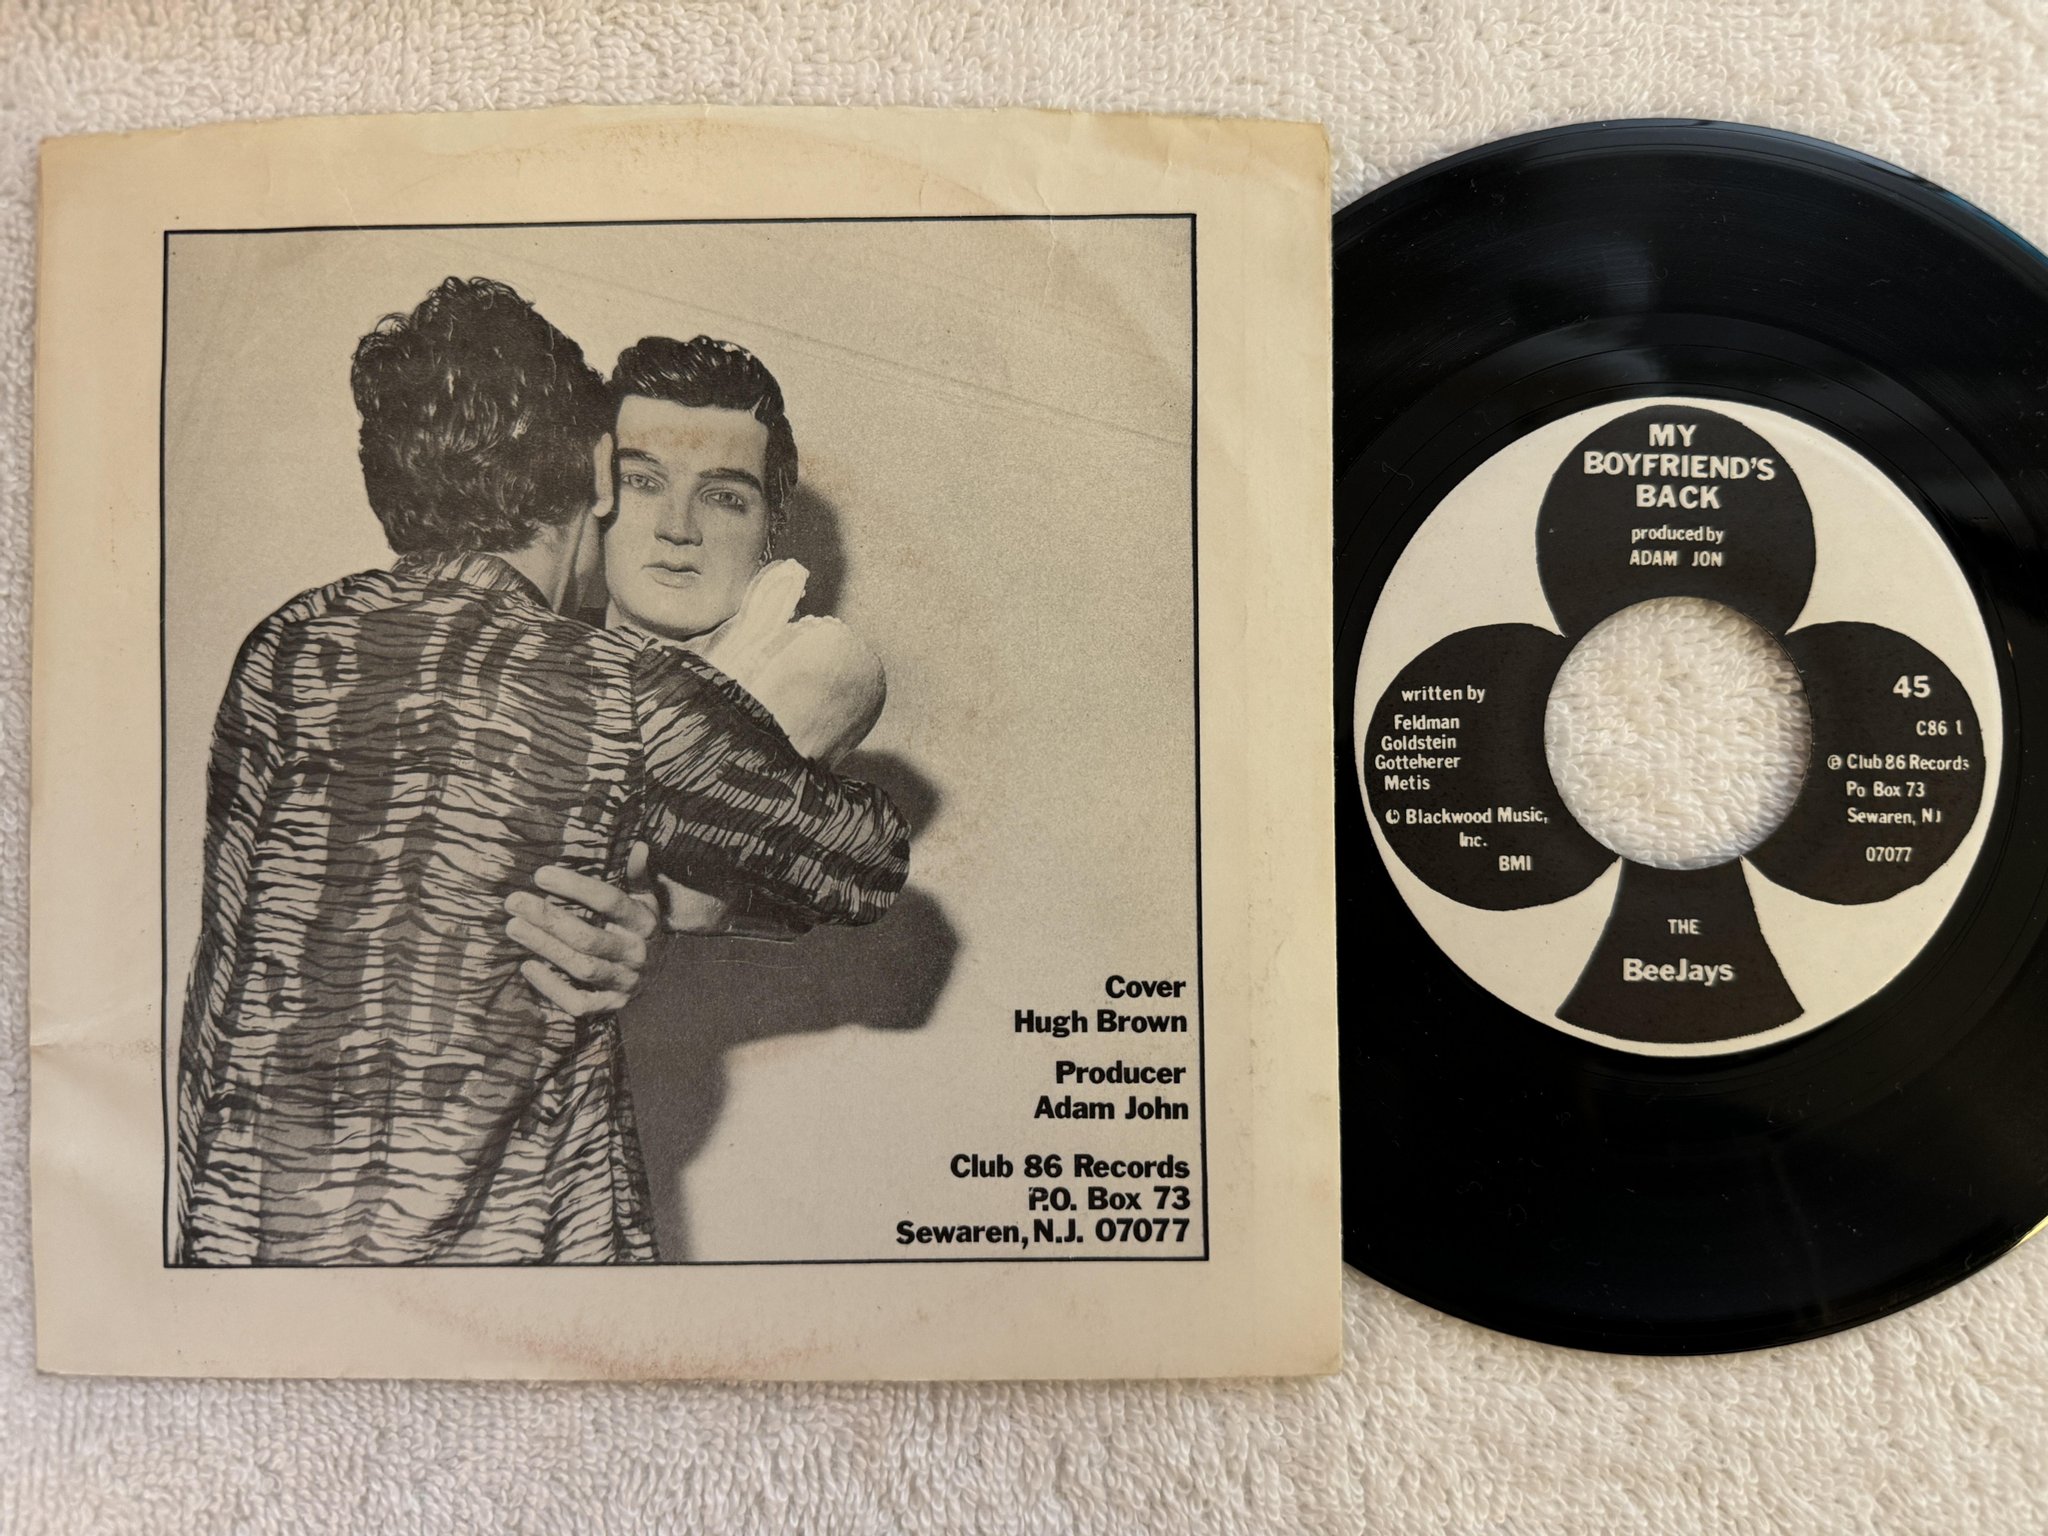 Cover
Hugh Brown
Producer
Adam John
Club 86 Records
P.O. Box 73
Sewaren, N.J. 07077
MY
BOYFRIEND'S
BACK
produced by
ADAM JON
written by
Feldman
Goldstein
Gotteherer
Metis
© Blackwood Music,
Inc.
BMI
45
C86 1
℗ Club 86 Records
Po Box 73
Sewaren, NJ
07077
THE
BeeJays